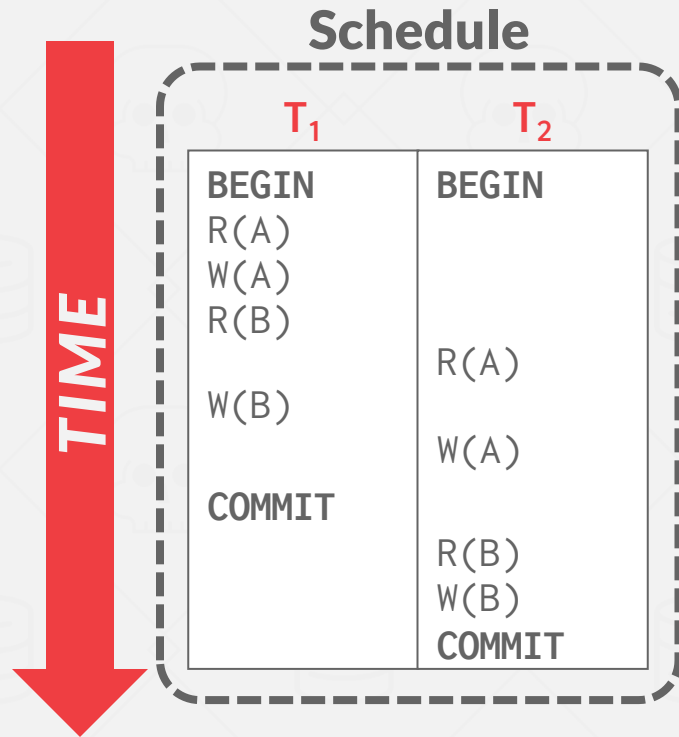 Schedule
TIME
T₁ T₂
BEGIN BEGIN
R(A)
W(A)
R(B)
R(A)
W(B)
W(A)
COMMIT
R(B)
W(B)
COMMIT